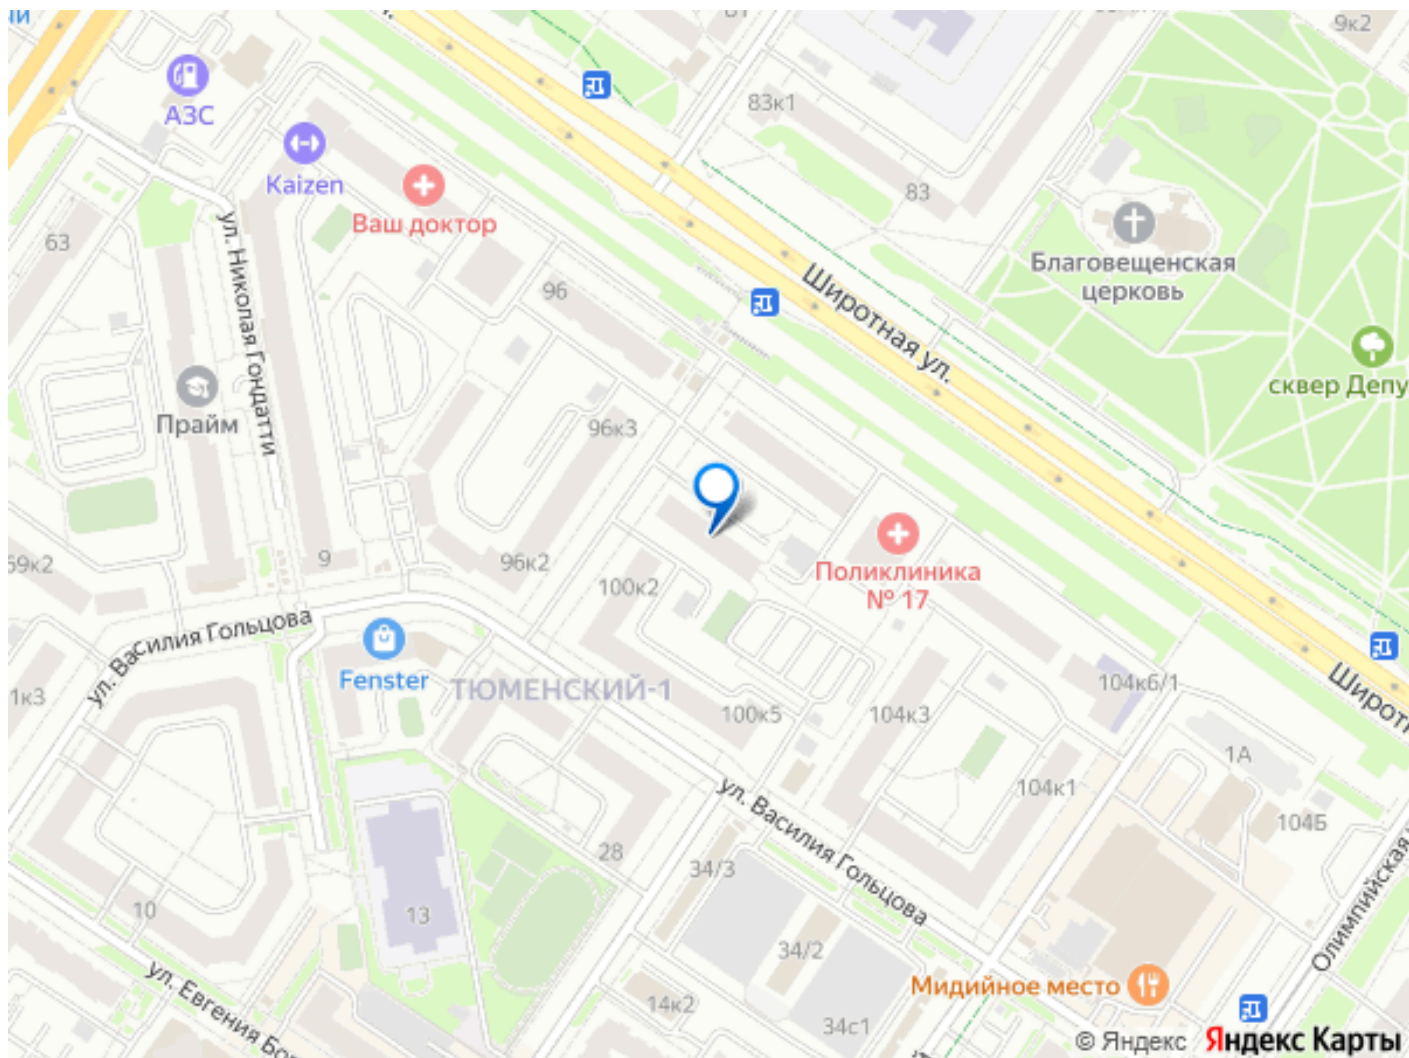 9к2
83к1
АЗС
Kaizen
83
Ваш доктор
63
ул. Николая Гондатти
Благовещенская
церковь
96
Широтная ул.
сквер Депу
Прайм
96к3
Поликлиника
№ 17
69к2
9
96к2
100к2
ул. Василия Гольцова
Fenster
ТЮМЕНСКИЙ-1
1к3
100к5
104к3
104к6/1
Широтн
1А
104к1
104Б
ул. Василия Гольцова
28
34/3
10
13
Олимпийская
34/2
ул. Евгения Бог
Мидийное место
14к2
34с1
© Яндекс Яндекс Карты